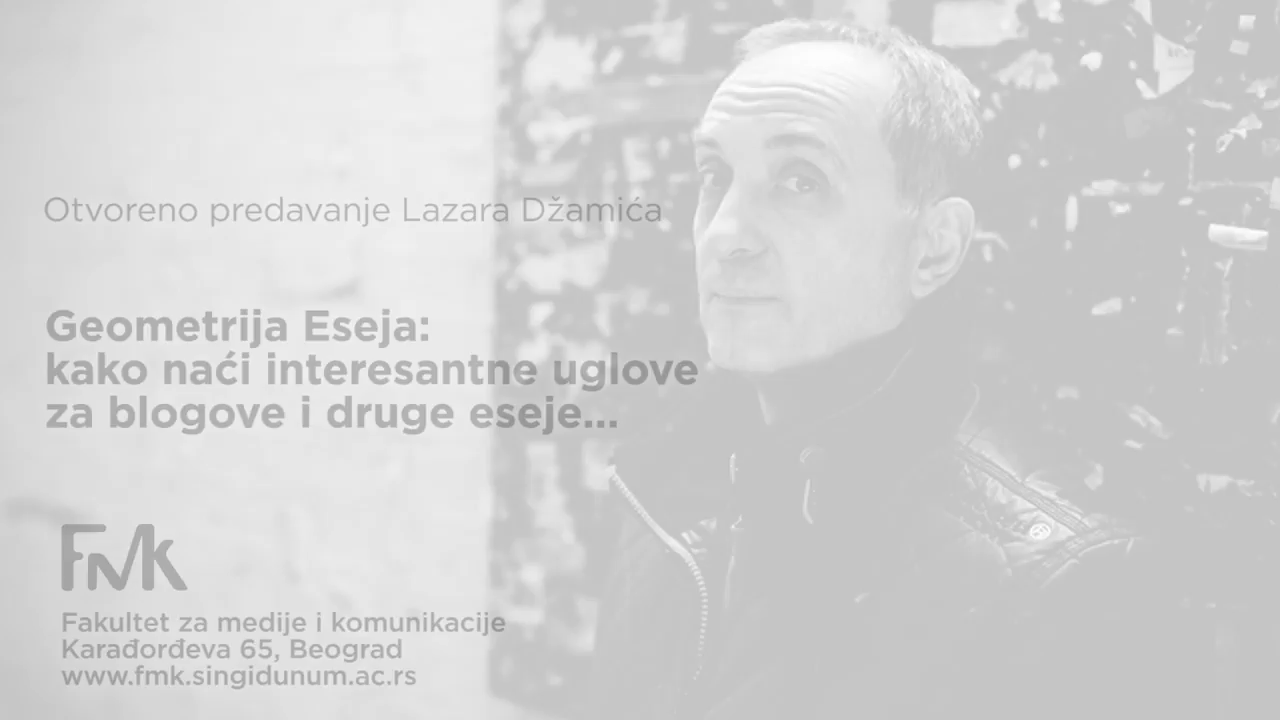 Otvoreno predavanje Lazara Džamića
Geometrija Eseja:
kako naći interesantne uglove
za blogove i druge eseje...
FMK
Fakultet za medije i komunikacije
Karađorđeva 65, Beograd
www.fmk.singidunum.ac.rs